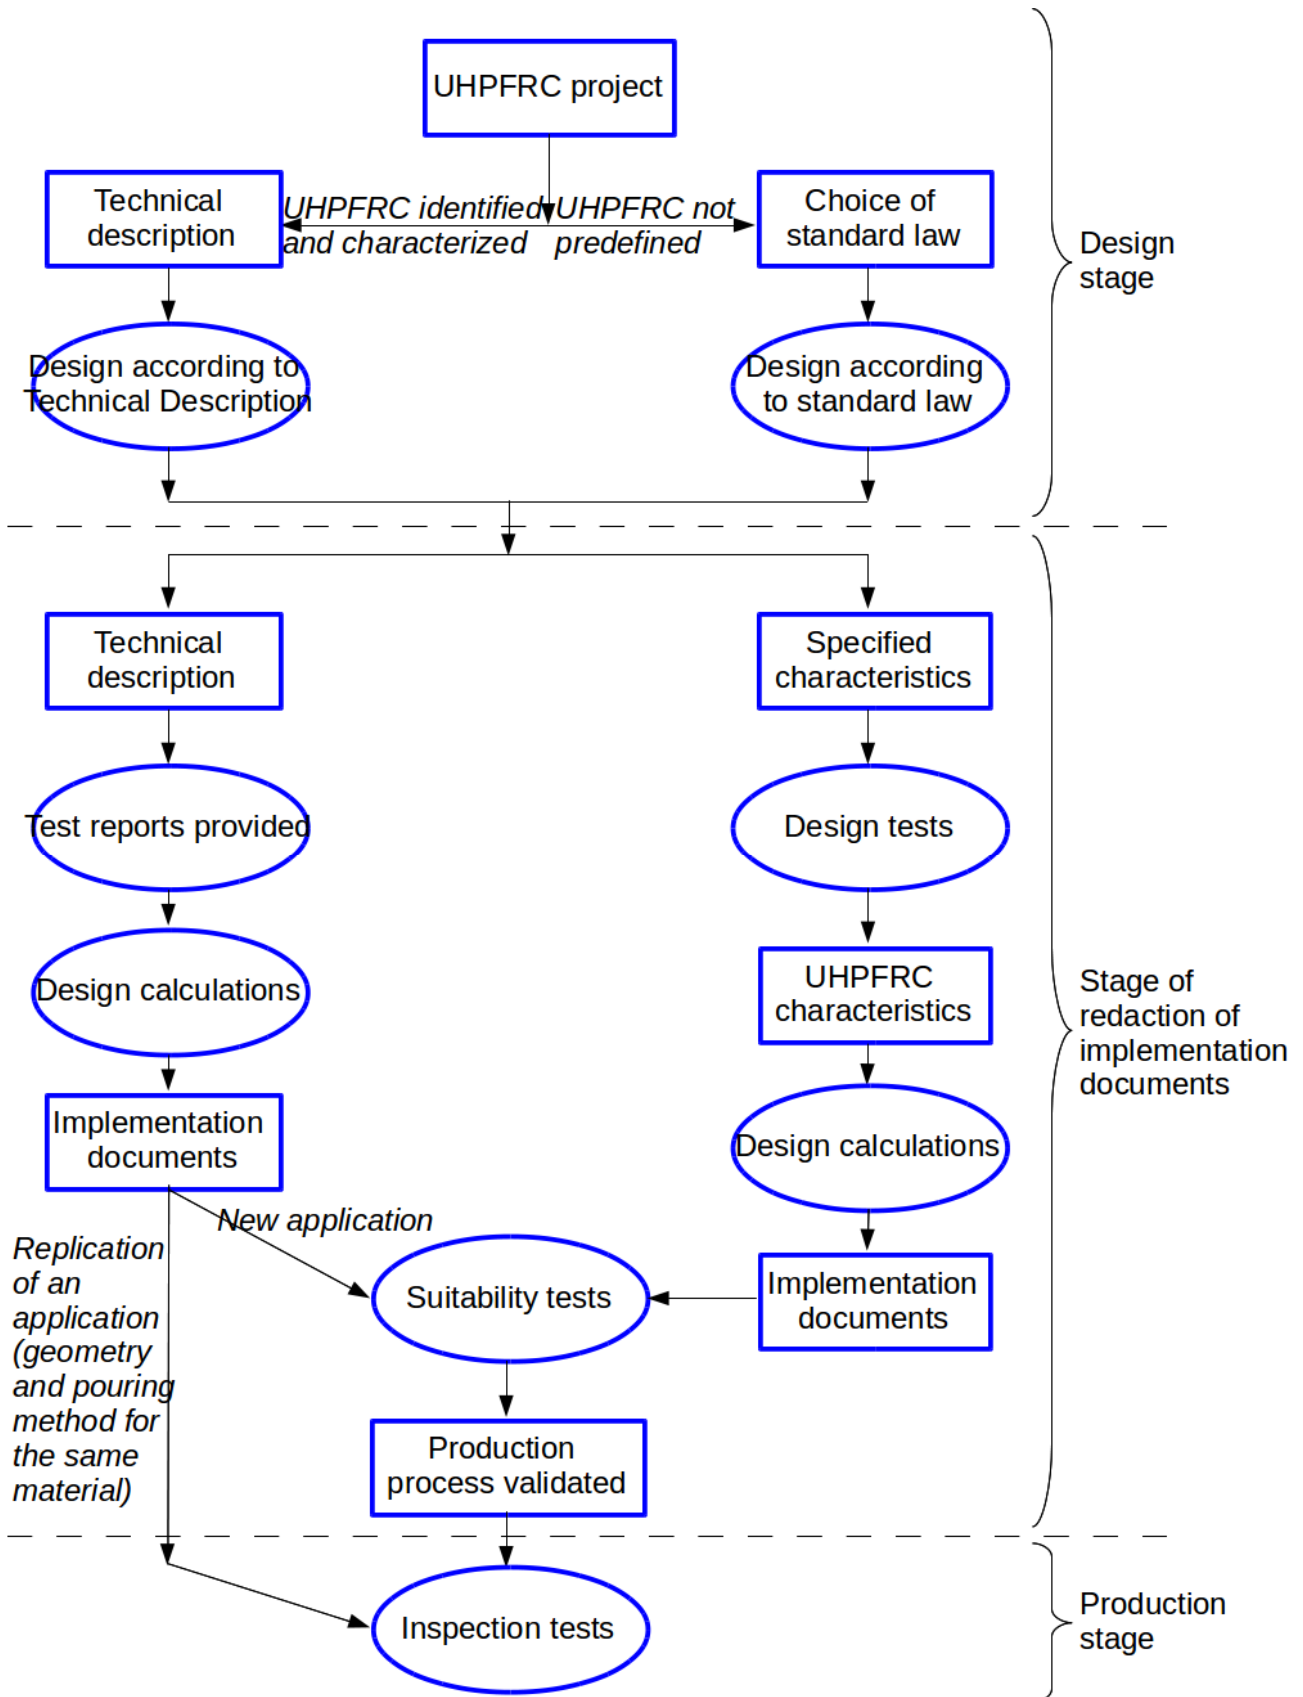 UHPFRC project
Technical
description
UHPFRC identified
and characterized
UHPFRC not
predefined
Choice of
standard law
Design
stage
Design according to
Technical Description
Design according
to standard law
Technical
description
Specified
characteristics
Test reports provided
Design tests
Design calculations
UHPFRC
characteristics
Stage of
redaction of
implementation
documents
Implementation
documents
Design calculations
New application
Replication
of an
application
(geometry
and pouring
method for
the same
material)
Suitability tests
Implementation
documents
Production
process validated
Inspection tests
Production
stage